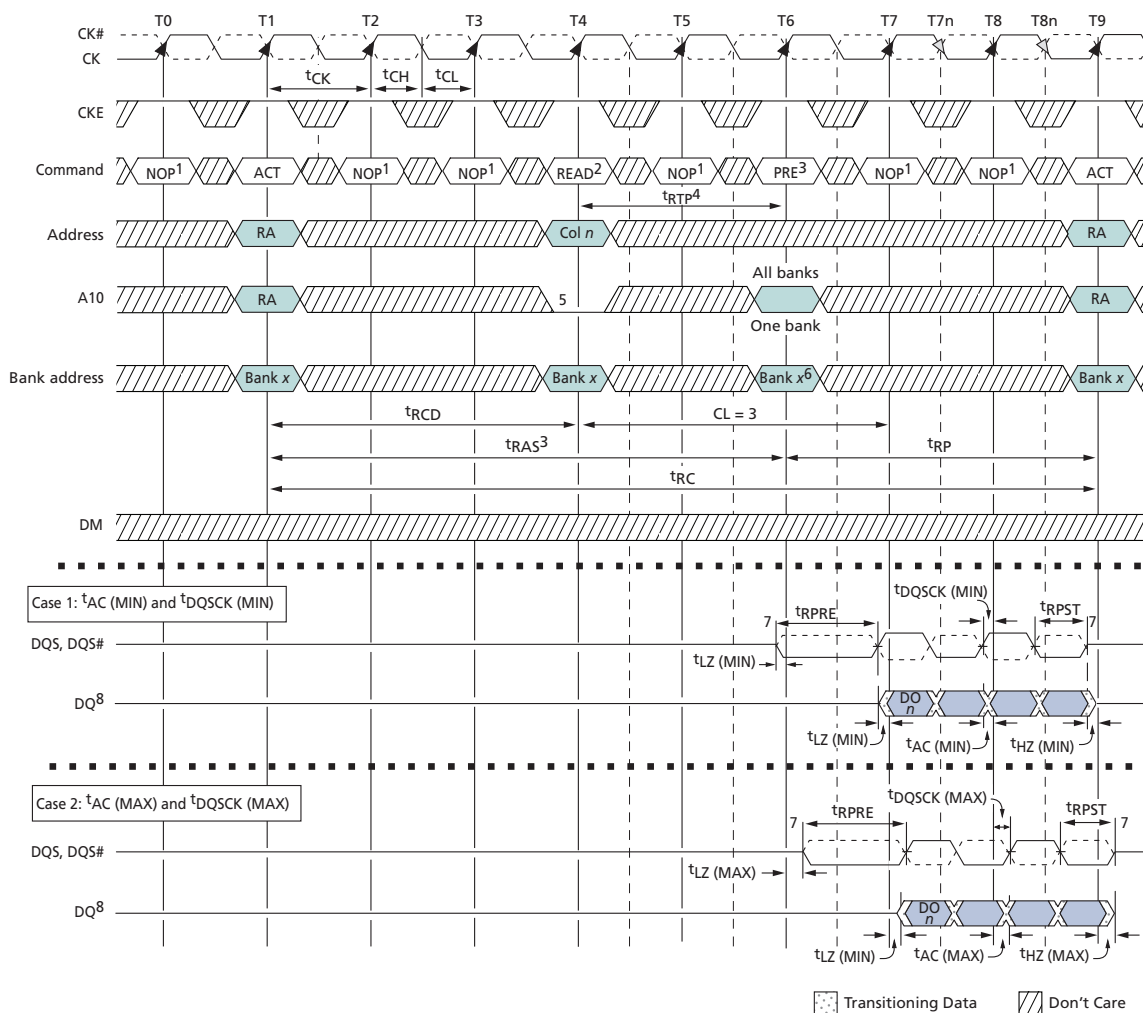 T0 T1 T2 T3 T4 T5 T6 T7 T7n T8 T8n T9
CK#
CK
tCK tCH tCL
CKE
Command NOP1 ACT NOP1 NOP1 READ2 NOP1 PRE3 NOP1 NOP1 ACT
tRTP4
Address RA Col n RA
All banks
A10 RA 5 RA
One bank
Bank address Bank x Bank x Bank x6 Bank x
tRCD CL = 3
tRAS3 tRP
tRC
DM
Case 1: tAC (MIN) and tDQSCK (MIN)
tDQSCK (MIN)
7 tRPRE tRPST 7
DQS, DQS#
tLZ (MIN)
DQ8 DO n
tLZ (MIN) tAC (MIN) tHZ (MIN)
Case 2: tAC (MAX) and tDQSCK (MAX)
tDQSCK (MAX)
7 tRPRE tRPST 7
DQS, DQS#
tLZ (MAX)
DQ8 DO n
tLZ (MIN) tAC (MAX) tHZ (MAX)
Transitioning Data Don't Care